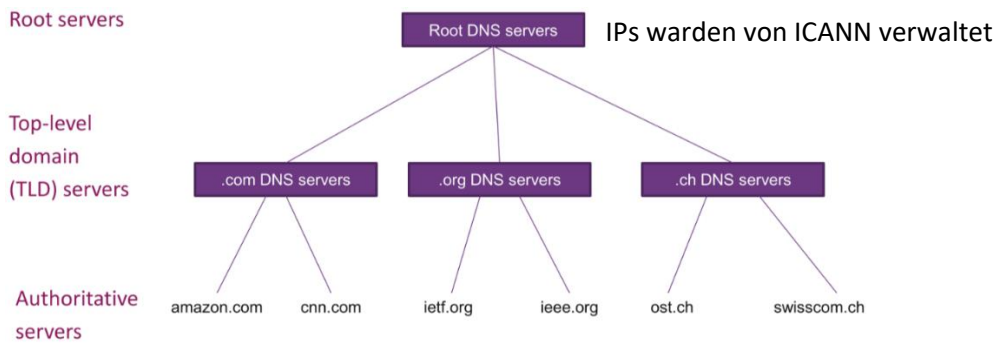 Root servers
Root DNS servers
IPs warden von ICANN verwaltet
Top-level
domain
(TLD) servers
.com DNS servers
.org DNS servers
.ch DNS servers
Authoritative
servers
amazon.com
cnn.com
ietf.org
ieee.org
ost.ch
swisscom.ch